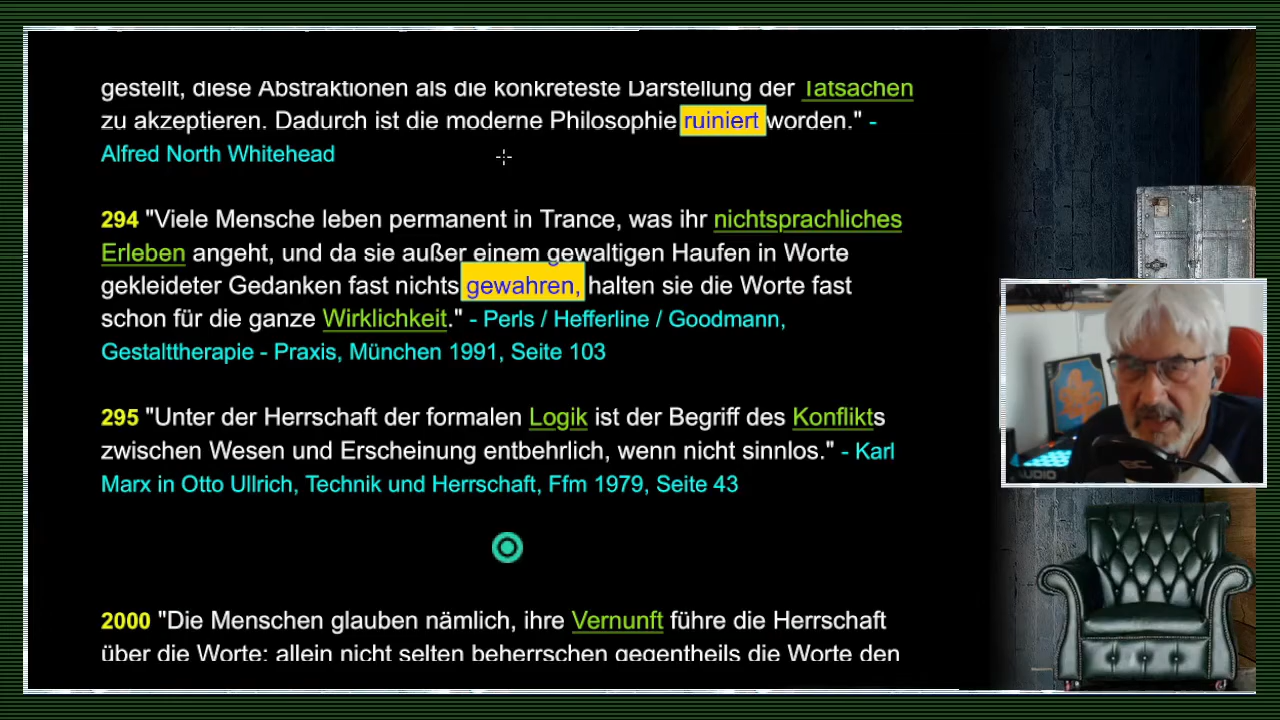 gestellt, diese Abstraktionen als die konkreteste Darstellung der Tatsachen
zu akzeptieren. Dadurch ist die moderne Philosophie ruiniert worden." -
Alfred North Whitehead
294 "Viele Mensche leben permanent in Trance, was ihr nichtsprachliches
Erleben angeht, und da sie außer einem gewaltigen Haufen in Worte
gekleideter Gedanken fast nichts gewahren, halten sie die Worte fast
schon für die ganze Wirklichkeit." - Perls / Hefferline / Goodmann,
Gestalttherapie - Praxis, München 1991, Seite 103
295 "Unter der Herrschaft der formalen Logik ist der Begriff des Konflikts
zwischen Wesen und Erscheinung entbehrlich, wenn nicht sinnlos." - Karl
Marx in Otto Ullrich, Technik und Herrschaft, Ffm 1979, Seite 43
2000 "Die Menschen glauben nämlich, ihre Vernunft führe die Herrschaft
über die Worte; allein nicht selten beherrschen gegentheils die Worte den
AUDIO